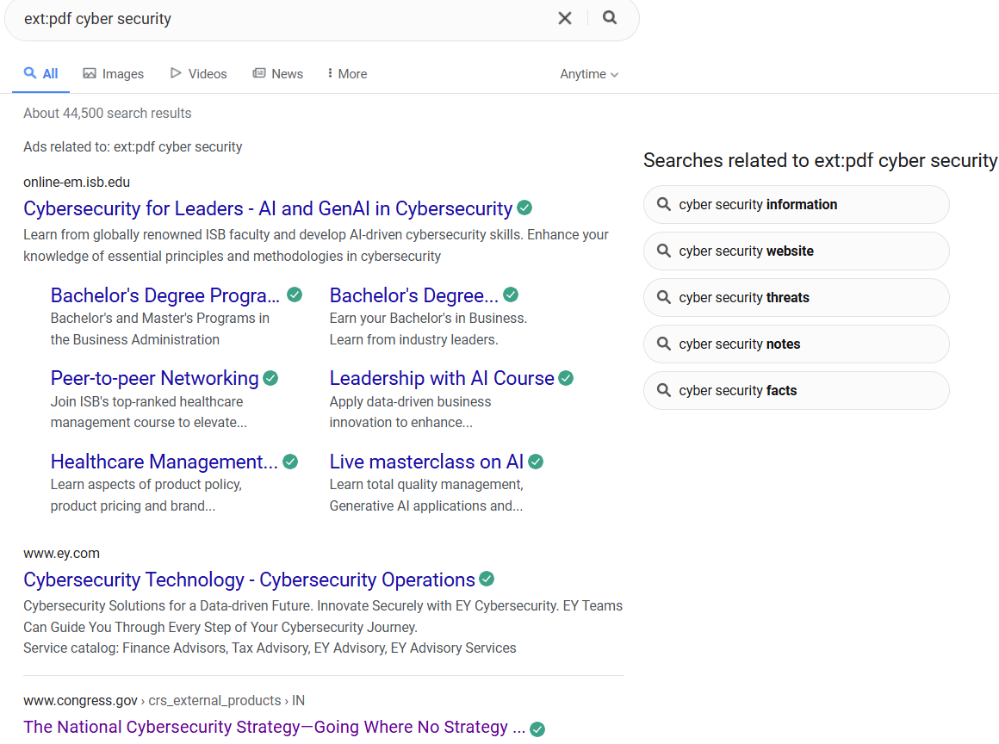 ext:pdf cyber security
All
Images
Videos
News
More
Anytime
About 44,500 search results
Ads related to: ext:pdf cyber security
online-em.isb.edu
Cybersecurity for Leaders - AI and GenAI in Cybersecurity
Learn from globally renowned ISB faculty and develop AI-driven cybersecurity skills. Enhance your
knowledge of essential principles and methodologies in cybersecurity
Bachelor's Degree Progra...
Bachelor's and Master's Programs in
the Business Administration
Bachelor's Degree...
Earn your Bachelor's in Business.
Learn from industry leaders.
Peer-to-peer Networking
Join ISB's top-ranked healthcare
management course to elevate...
Leadership with AI Course
Apply data-driven business
innovation to enhance...
Healthcare Management...
Learn aspects of product policy,
product pricing and brand...
Live masterclass on AI
Learn total quality management,
Generative AI applications and...
www.ey.com
Cybersecurity Technology - Cybersecurity Operations
Cybersecurity Solutions for a Data-driven Future. Innovate Securely with EY Cybersecurity. EY Teams
Can Guide You Through Every Step of Your Cybersecurity Journey.
Service catalog: Finance Advisors, Tax Advisory, EY Advisory, EY Advisory Services
www.congress.gov › crs_external_products › IN
The National Cybersecurity Strategy—Going Where No Strategy ...
Searches related to ext:pdf cyber security
cyber security information
cyber security website
cyber security threats
cyber security notes
cyber security facts